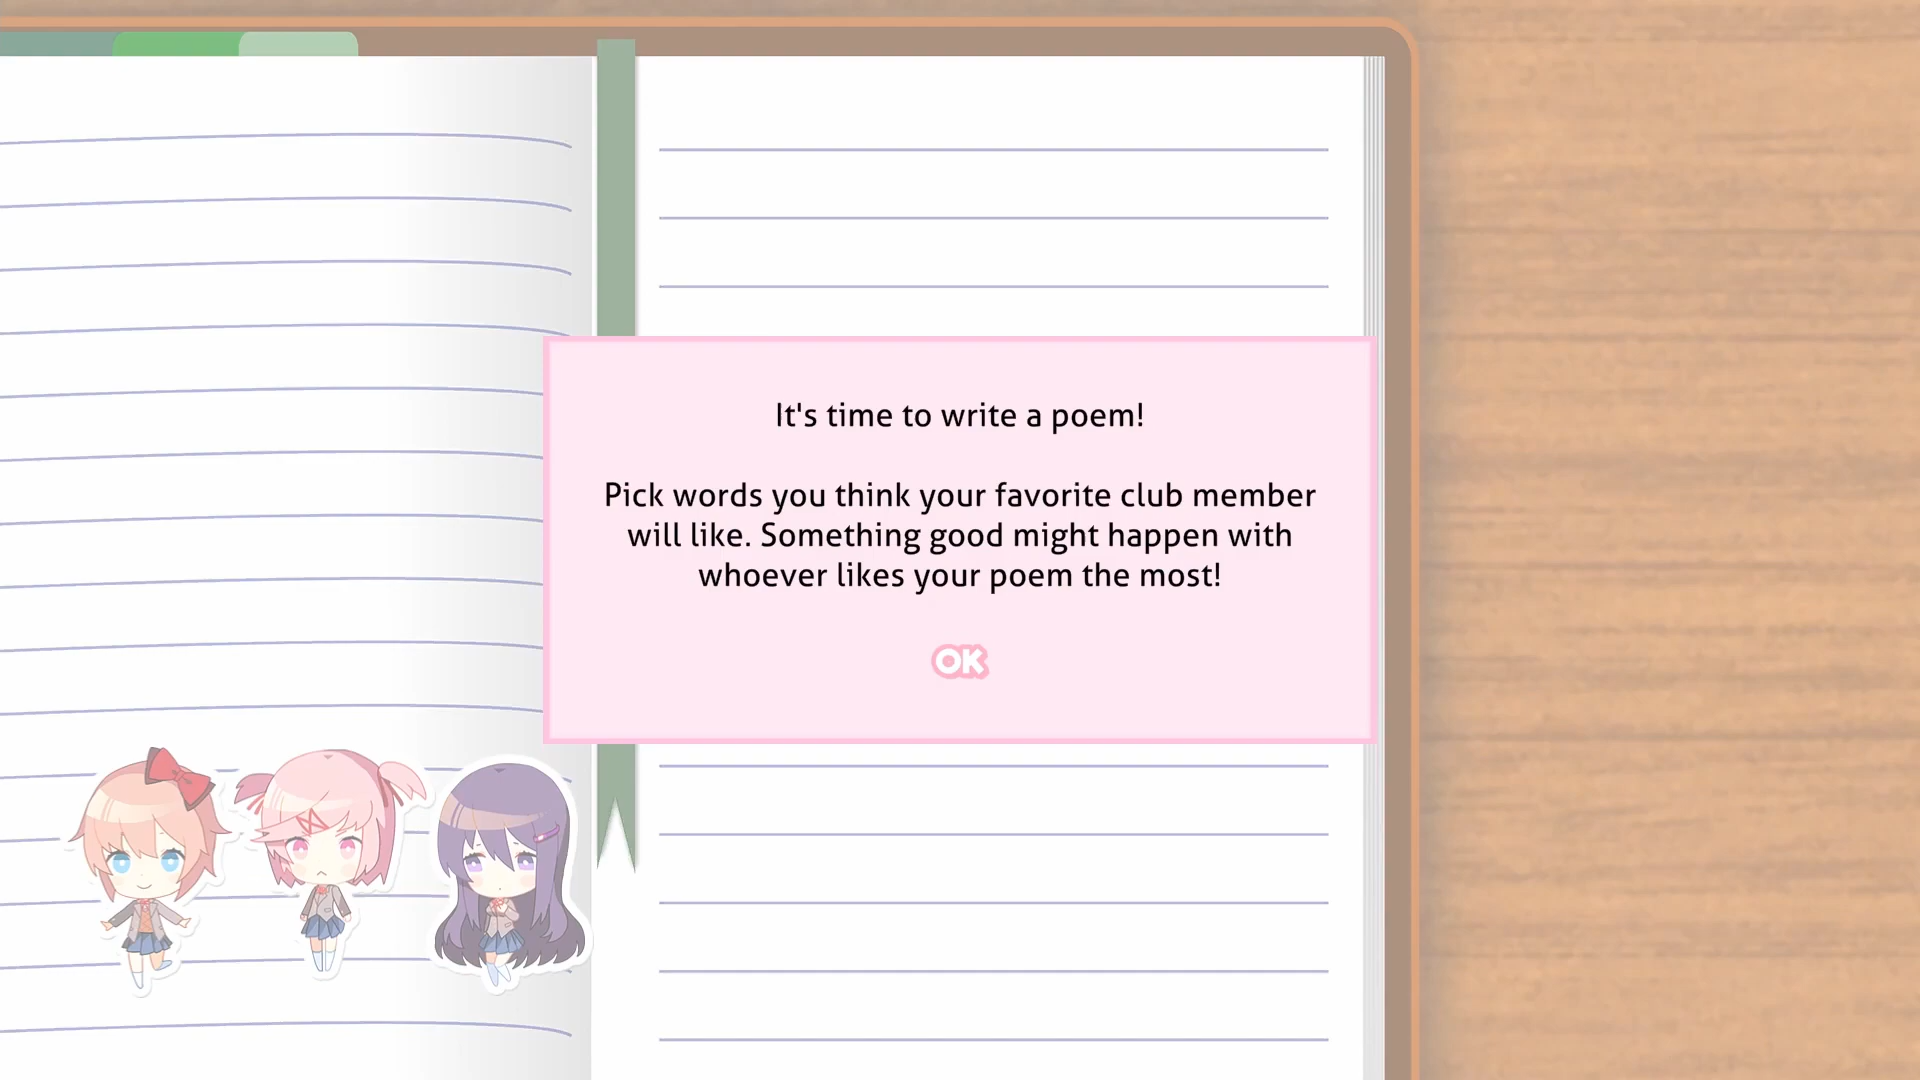 It's time to write a poem!
Pick words you think your favorite club member
will like. Something good might happen with
whoever likes your poem the most!
OK